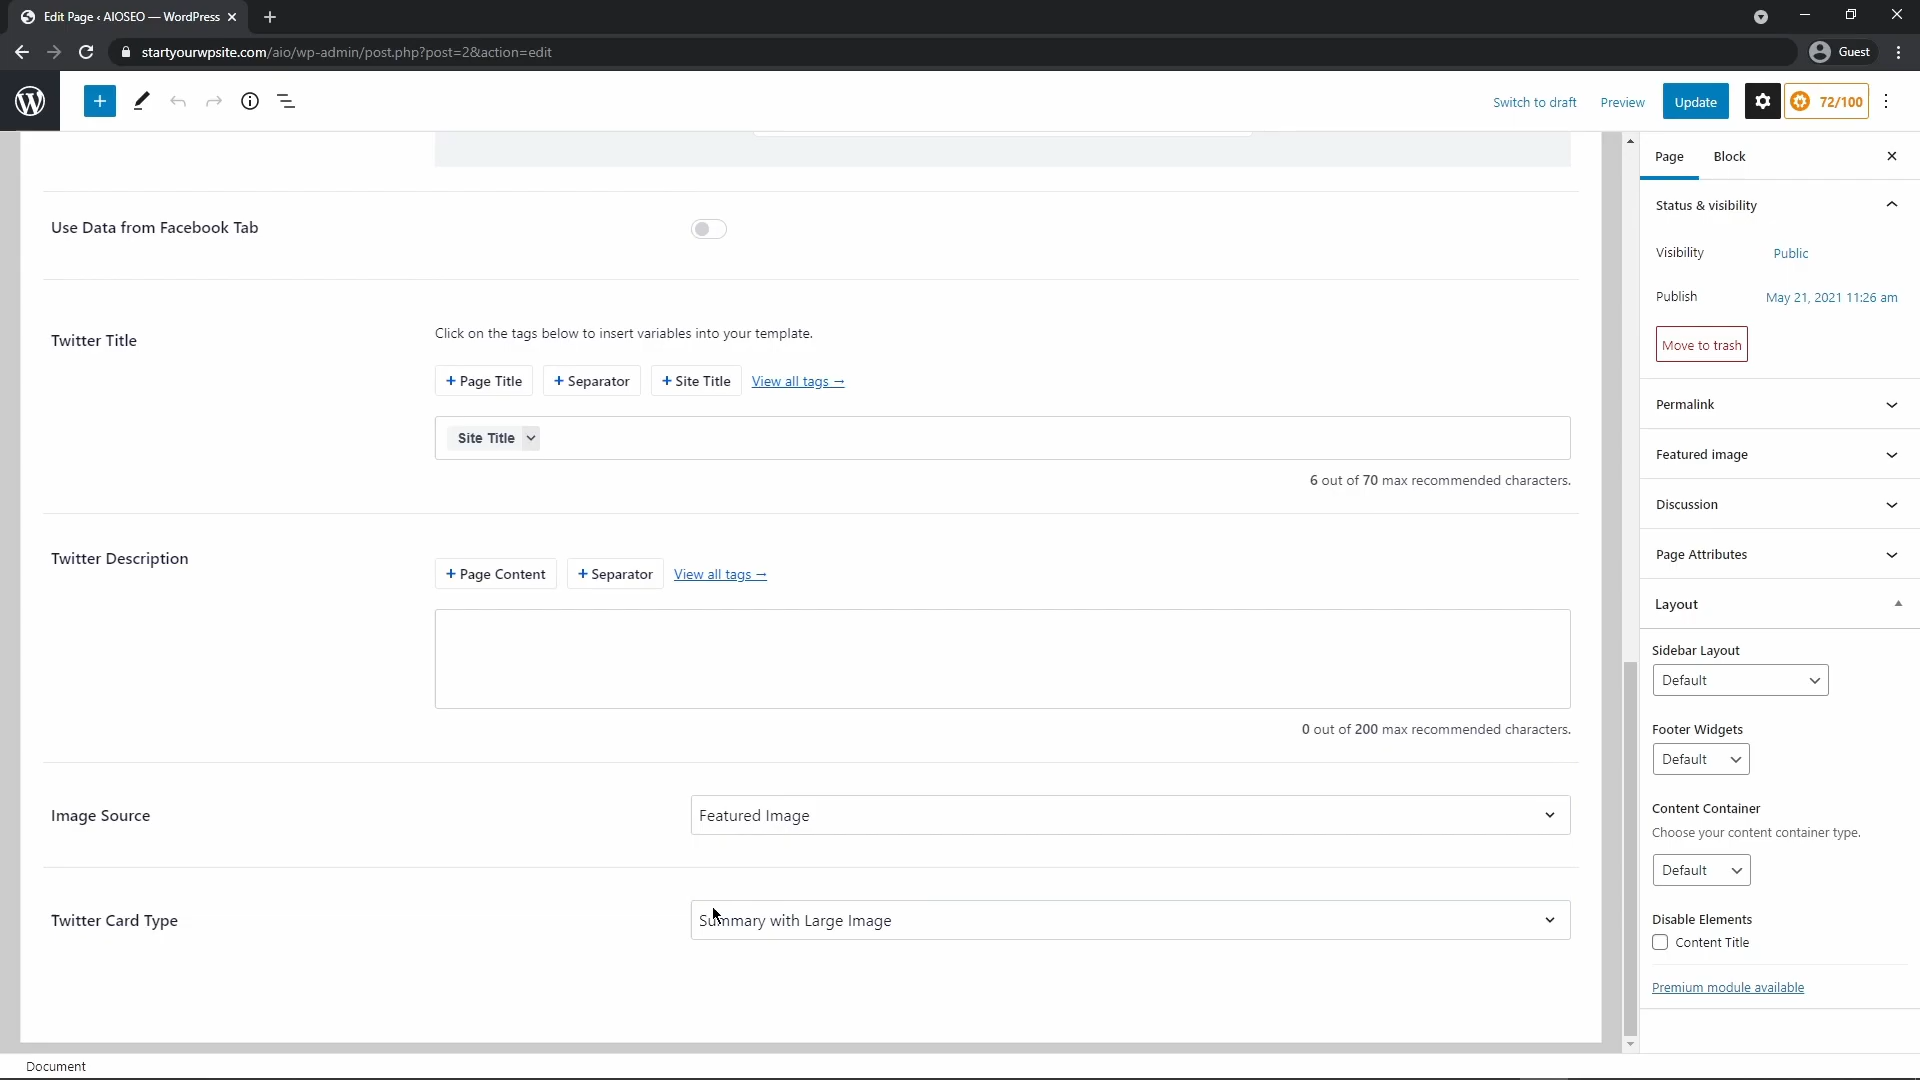 Edit Page ‹ AIOSEO — WordPress
startyourwpsite.com/aio/wp-admin/post.php?post=2&action=edit
Guest
Switch to draft
Preview
Update
72/100
Page
Block
Status & visibility
Visibility
Public
Publish
May 21, 2021 11:26 am
Move to trash
Permalink
Featured image
Discussion
Page Attributes
Layout
Sidebar Layout
Default
Footer Widgets
Default
Content Container
Choose your content container type.
Default
Disable Elements
Content Title
Premium module available
Use Data from Facebook Tab
Twitter Title
Click on the tags below to insert variables into your template.
+ Page Title
+ Separator
+ Site Title
View all tags →
Site Title
6 out of 70 max recommended characters.
Twitter Description
+ Page Content
+ Separator
View all tags →
0 out of 200 max recommended characters.
Image Source
Featured Image
Twitter Card Type
Summary with Large Image
Document